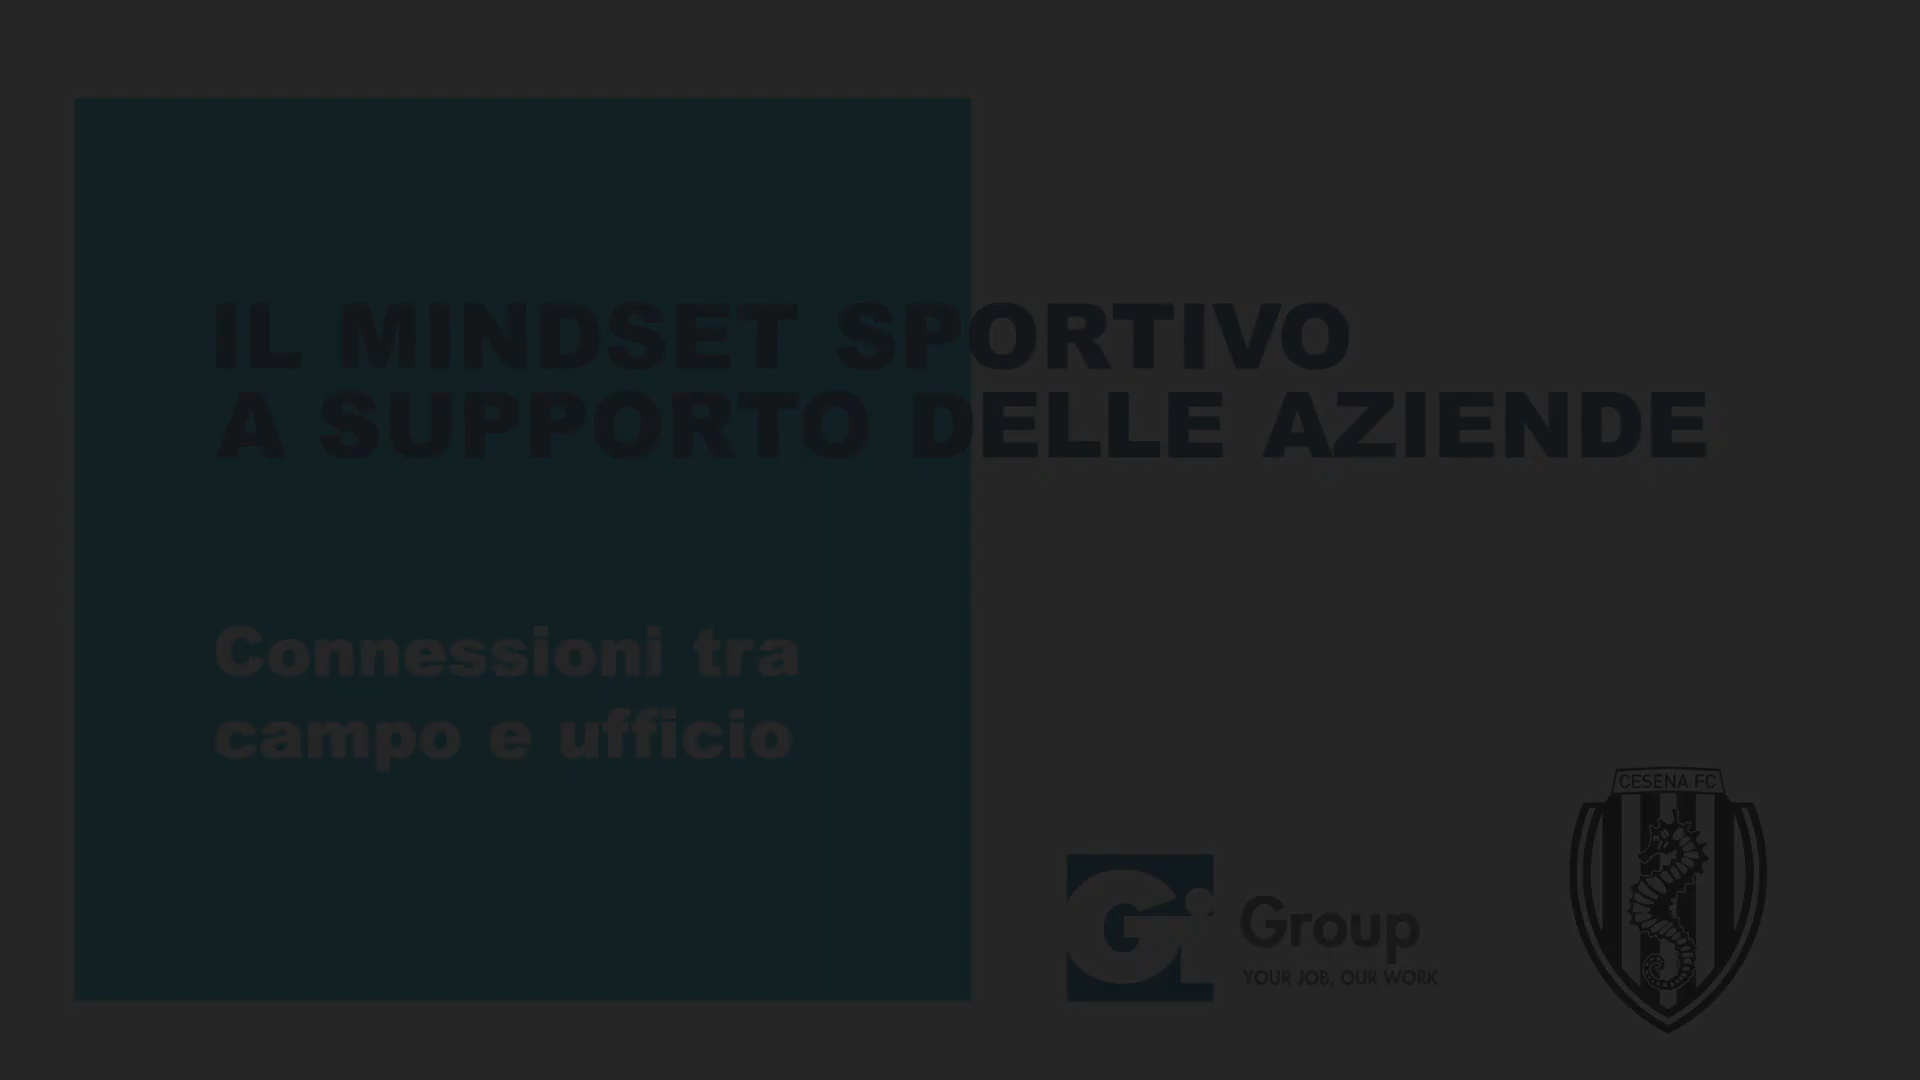 IL MINDSET SPORTIVO
A SUPPORTO DELLE AZIENDE
Connessioni tra
campo e ufficio
Gi Group
YOUR JOB, OUR WORK
CESENA FC